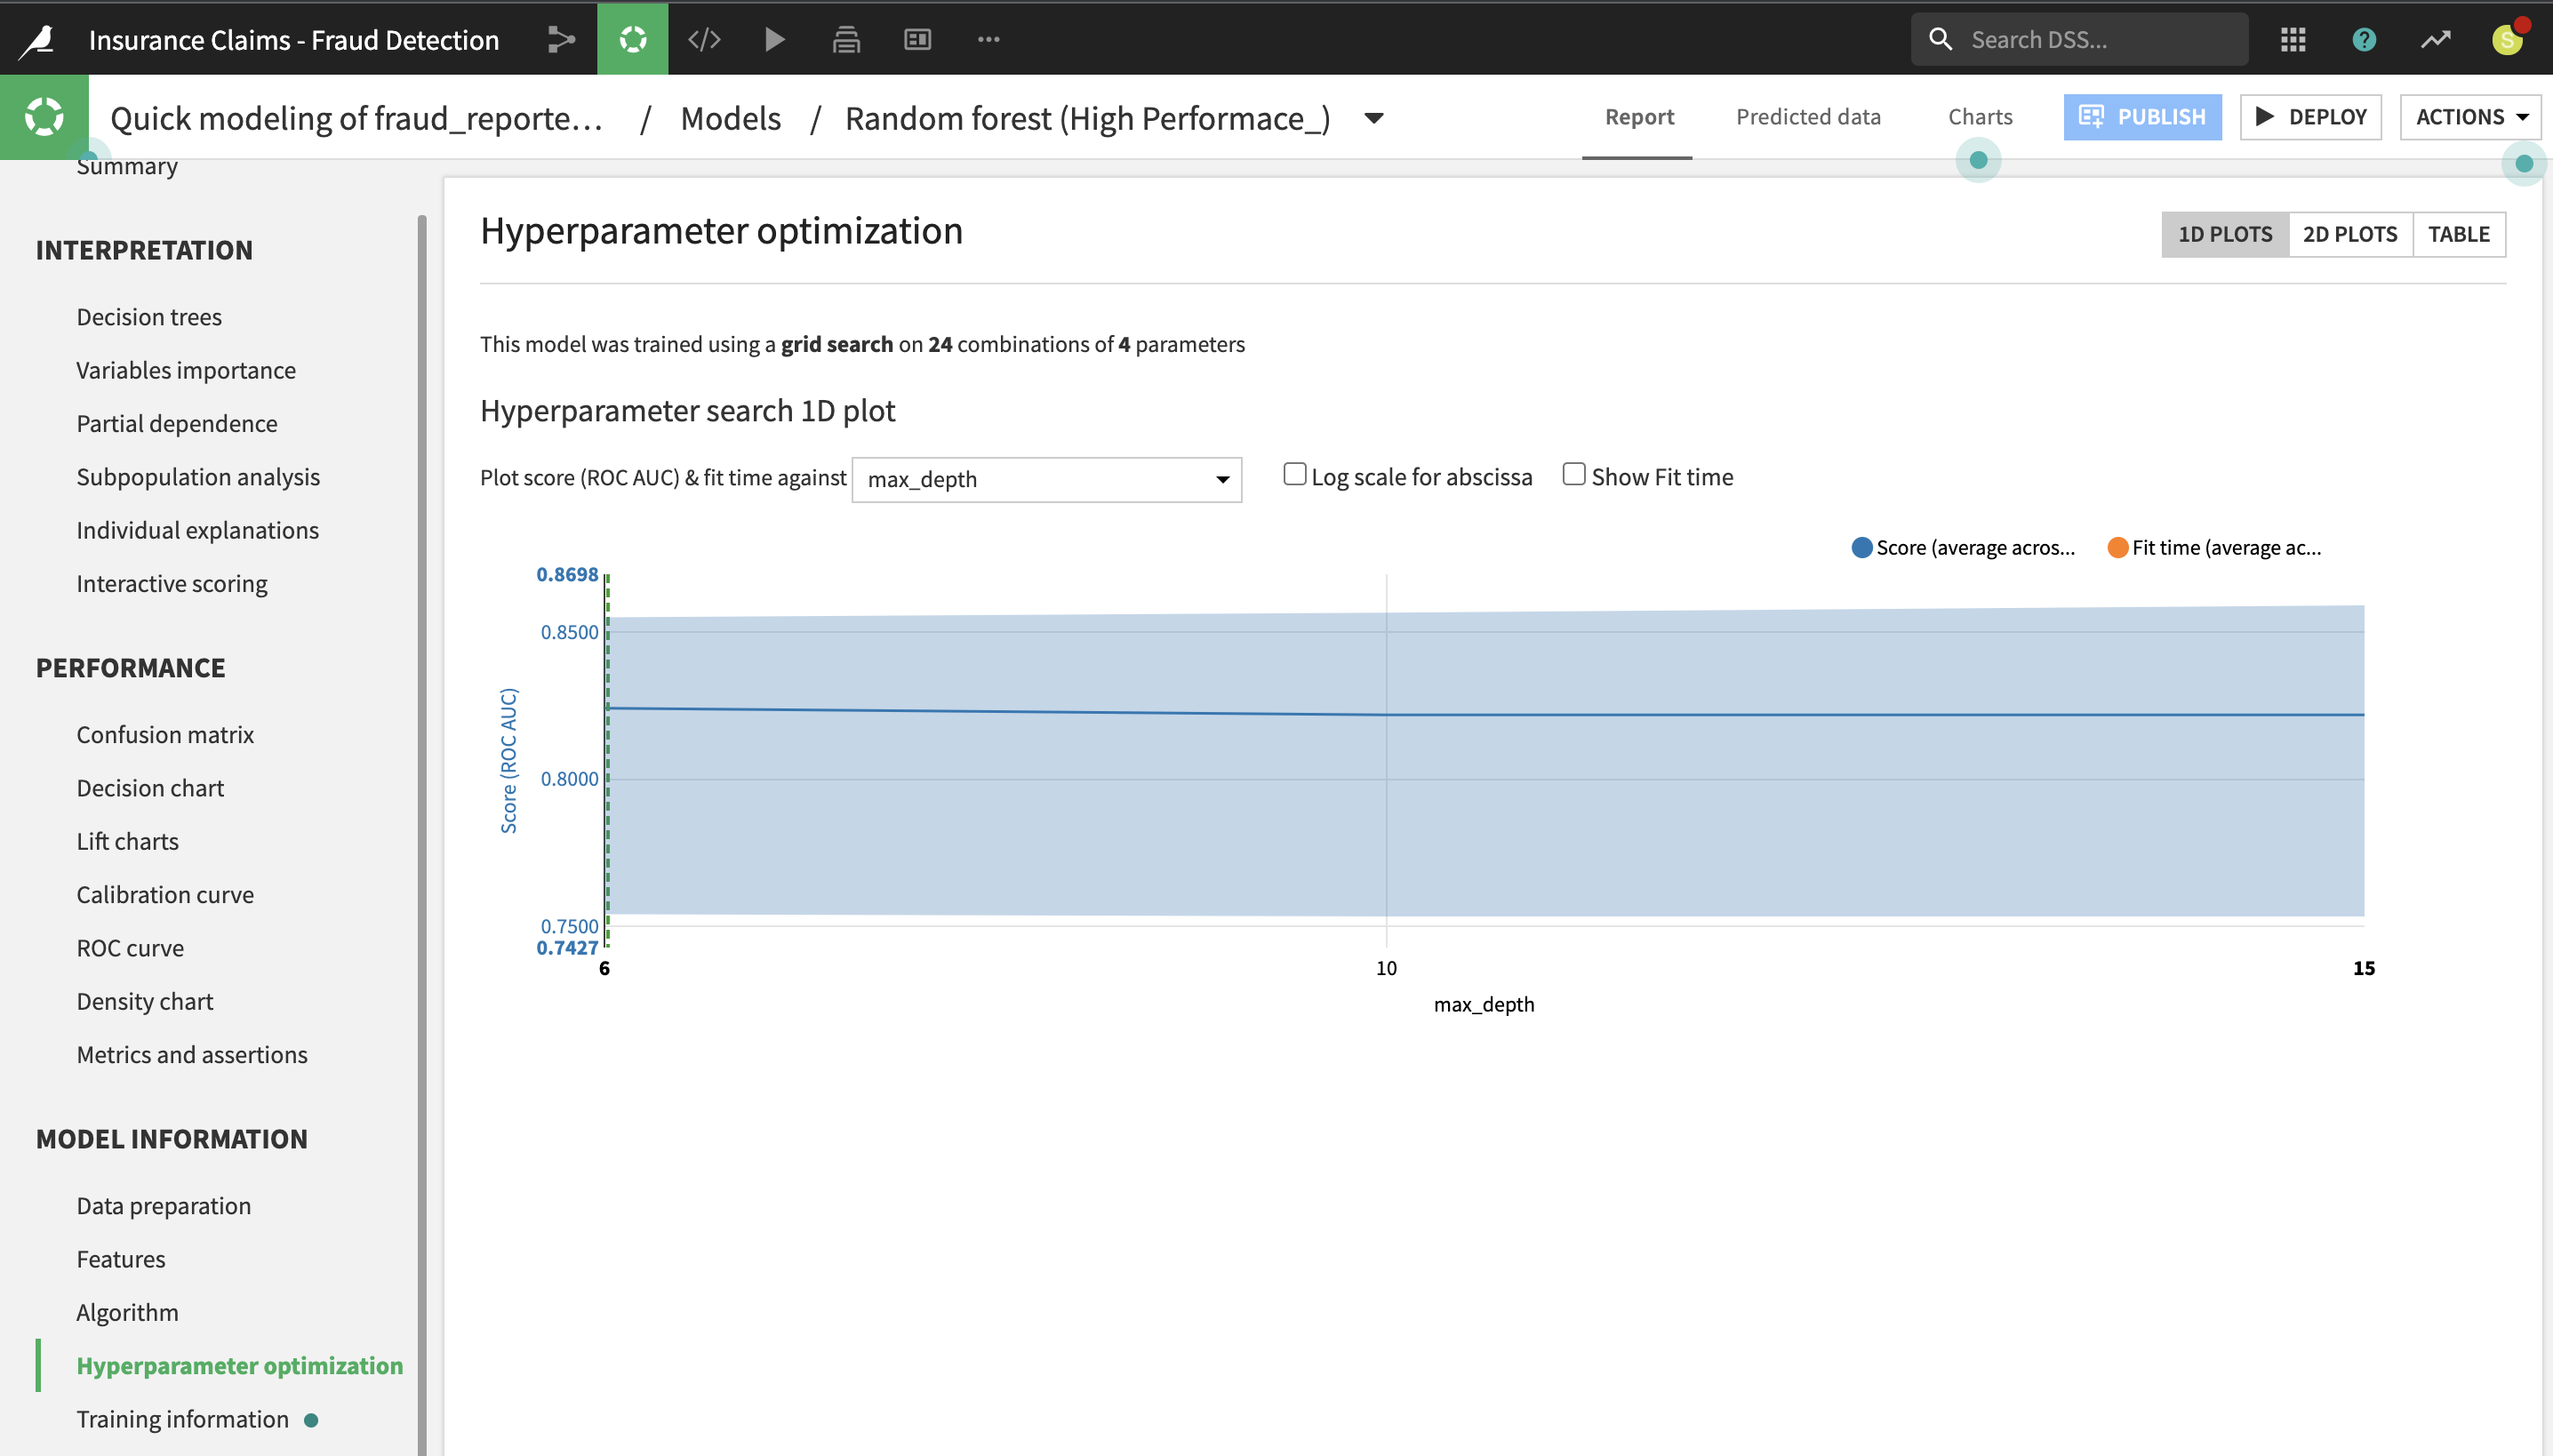 Insurance Claims - Fraud Detection
Search DSS...
?
S
Quick modeling of fraud_reporte... / Models / Random forest (High Performace_)
Report
Predicted data
Charts
PUBLISH
DEPLOY
ACTIONS
Summary
INTERPRETATION
Decision trees
Variables importance
Partial dependence
Subpopulation analysis
Individual explanations
Interactive scoring
PERFORMANCE
Confusion matrix
Decision chart
Lift charts
Calibration curve
ROC curve
Density chart
Metrics and assertions
MODEL INFORMATION
Data preparation
Features
Algorithm
Hyperparameter optimization
Training information
Hyperparameter optimization
1D PLOTS
2D PLOTS
TABLE
This model was trained using a grid search on 24 combinations of 4 parameters
Hyperparameter search 1D plot
Plot score (ROC AUC) & fit time against max_depth
Log scale for abscissa
Show Fit time
Score (average acros...
Fit time (average ac...
0.8698
0.8500
0.8000
0.7500
0.7427
Score (ROC AUC)
6
10
15
max_depth